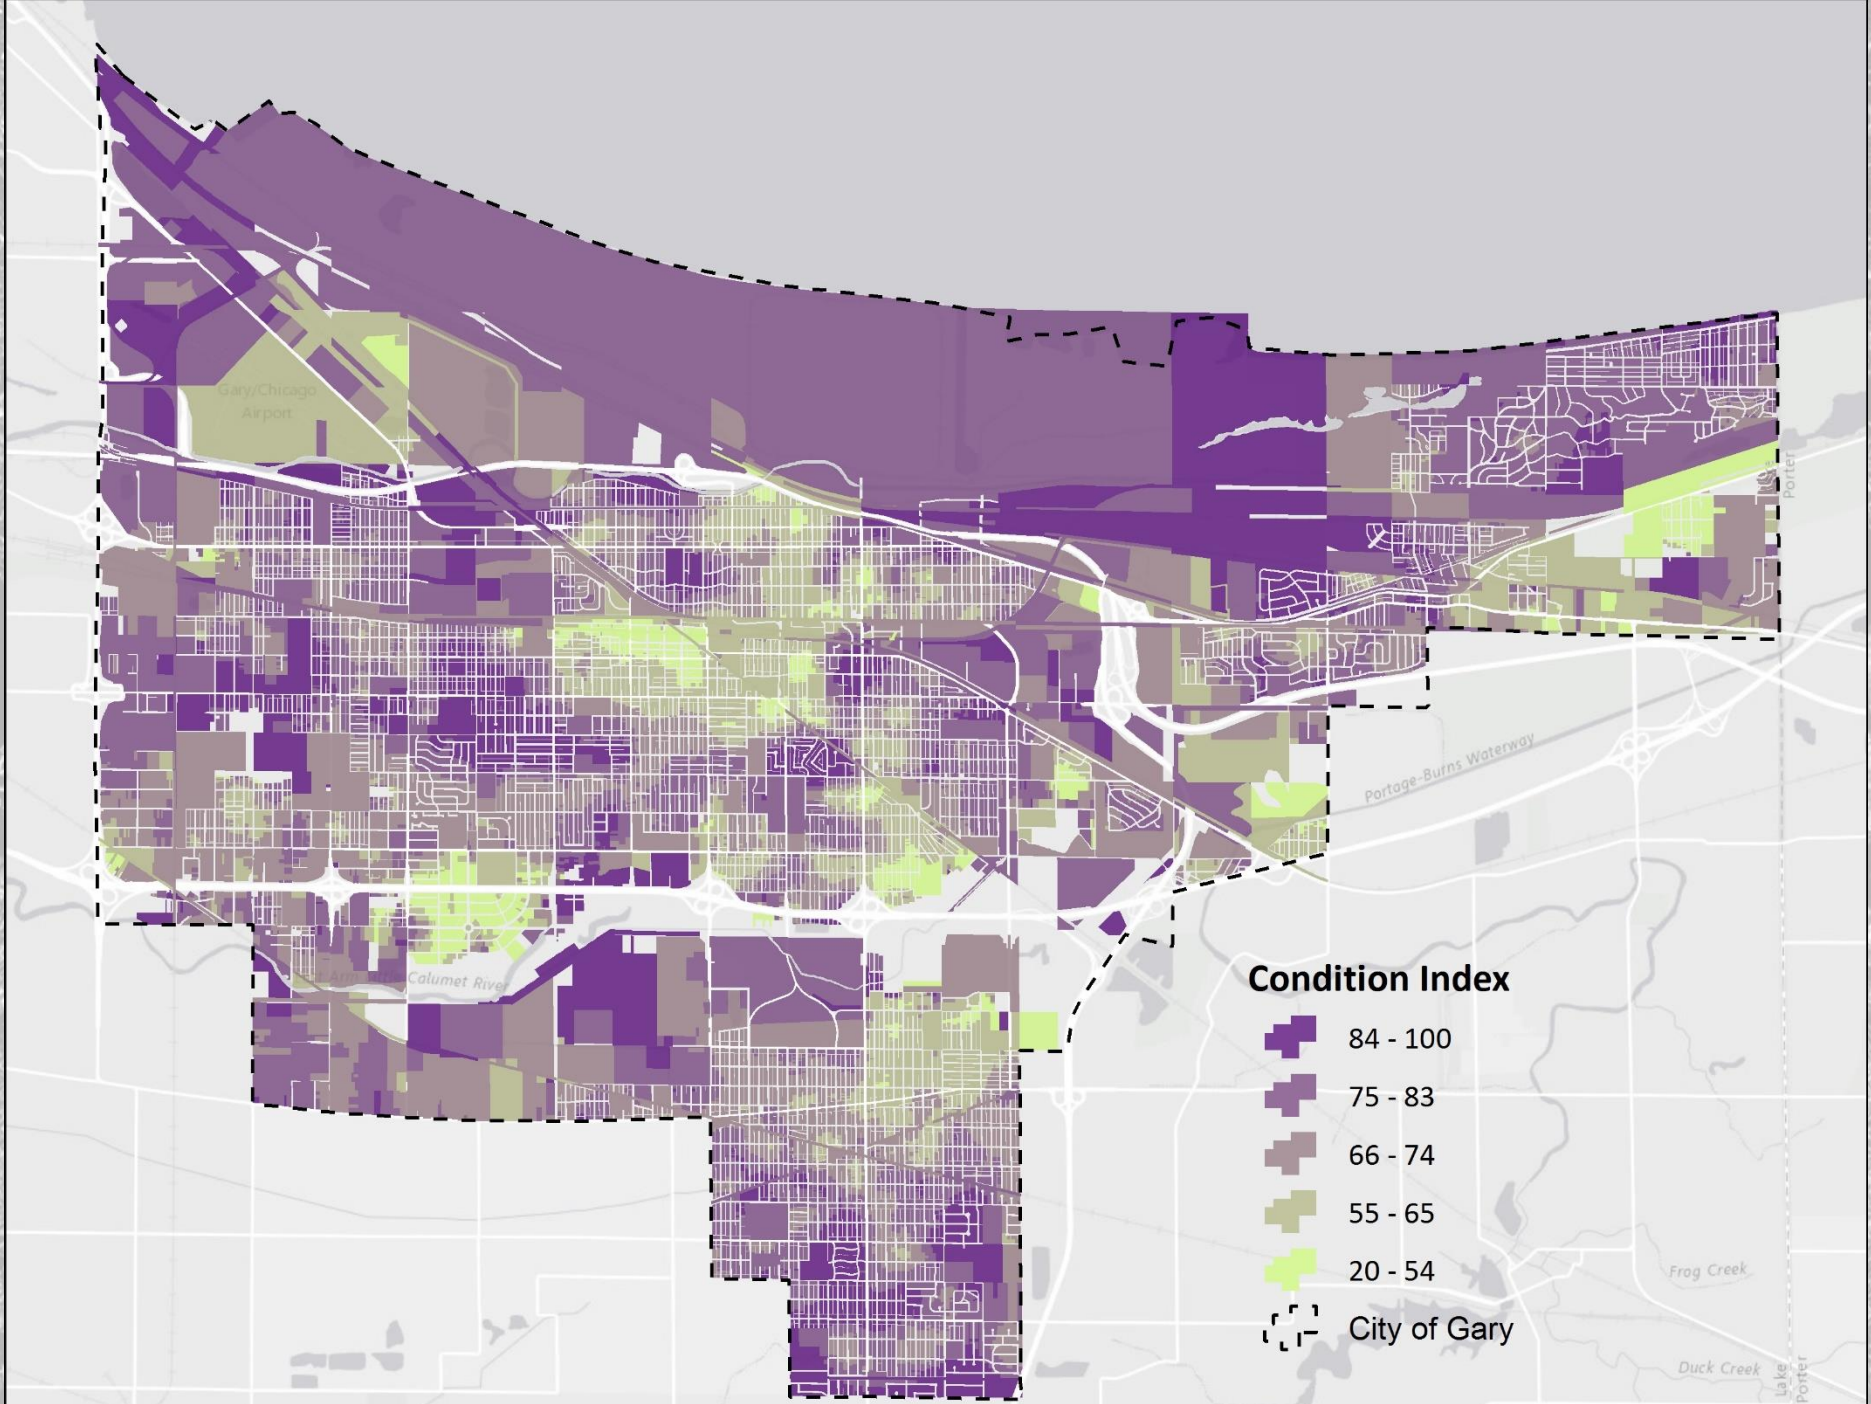 Gary/Chicago
Airport
Porter
Portage-Burns Waterway
Calumet River
Condition Index
84 - 100
75 - 83
66 - 74
55 - 65
20 - 54
City of Gary
Frog Creek
Duck Creek
Lake
Porter